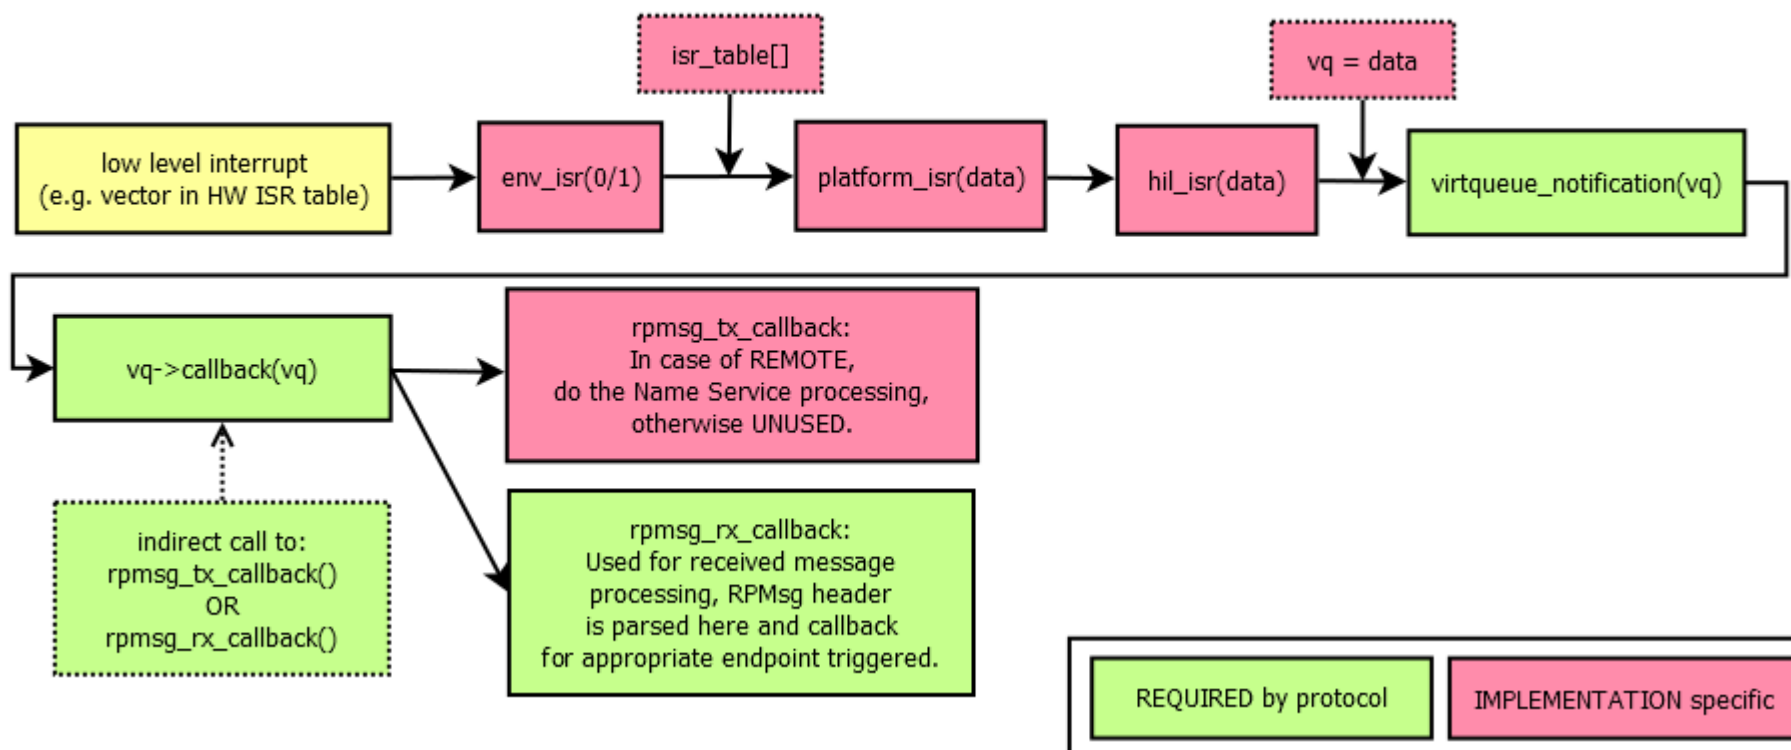 isr_table[]
vq = data
low level interrupt
(e.g. vector in HW ISR table)
env_isr(0/1)
platform_isr(data)
hil_isr(data)
virtqueue_notification(vq)
vq->callback(vq)
rpmsg_tx_callback:
In case of REMOTE,
do the Name Service processing,
otherwise UNUSED.
indirect call to:
rpmsg_tx_callback()
OR
rpmsg_rx_callback()
rpmsg_rx_callback:
Used for received message
processing, RPMsg header
is parsed here and callback
for appropriate endpoint triggered.
REQUIRED by protocol
IMPLEMENTATION specific